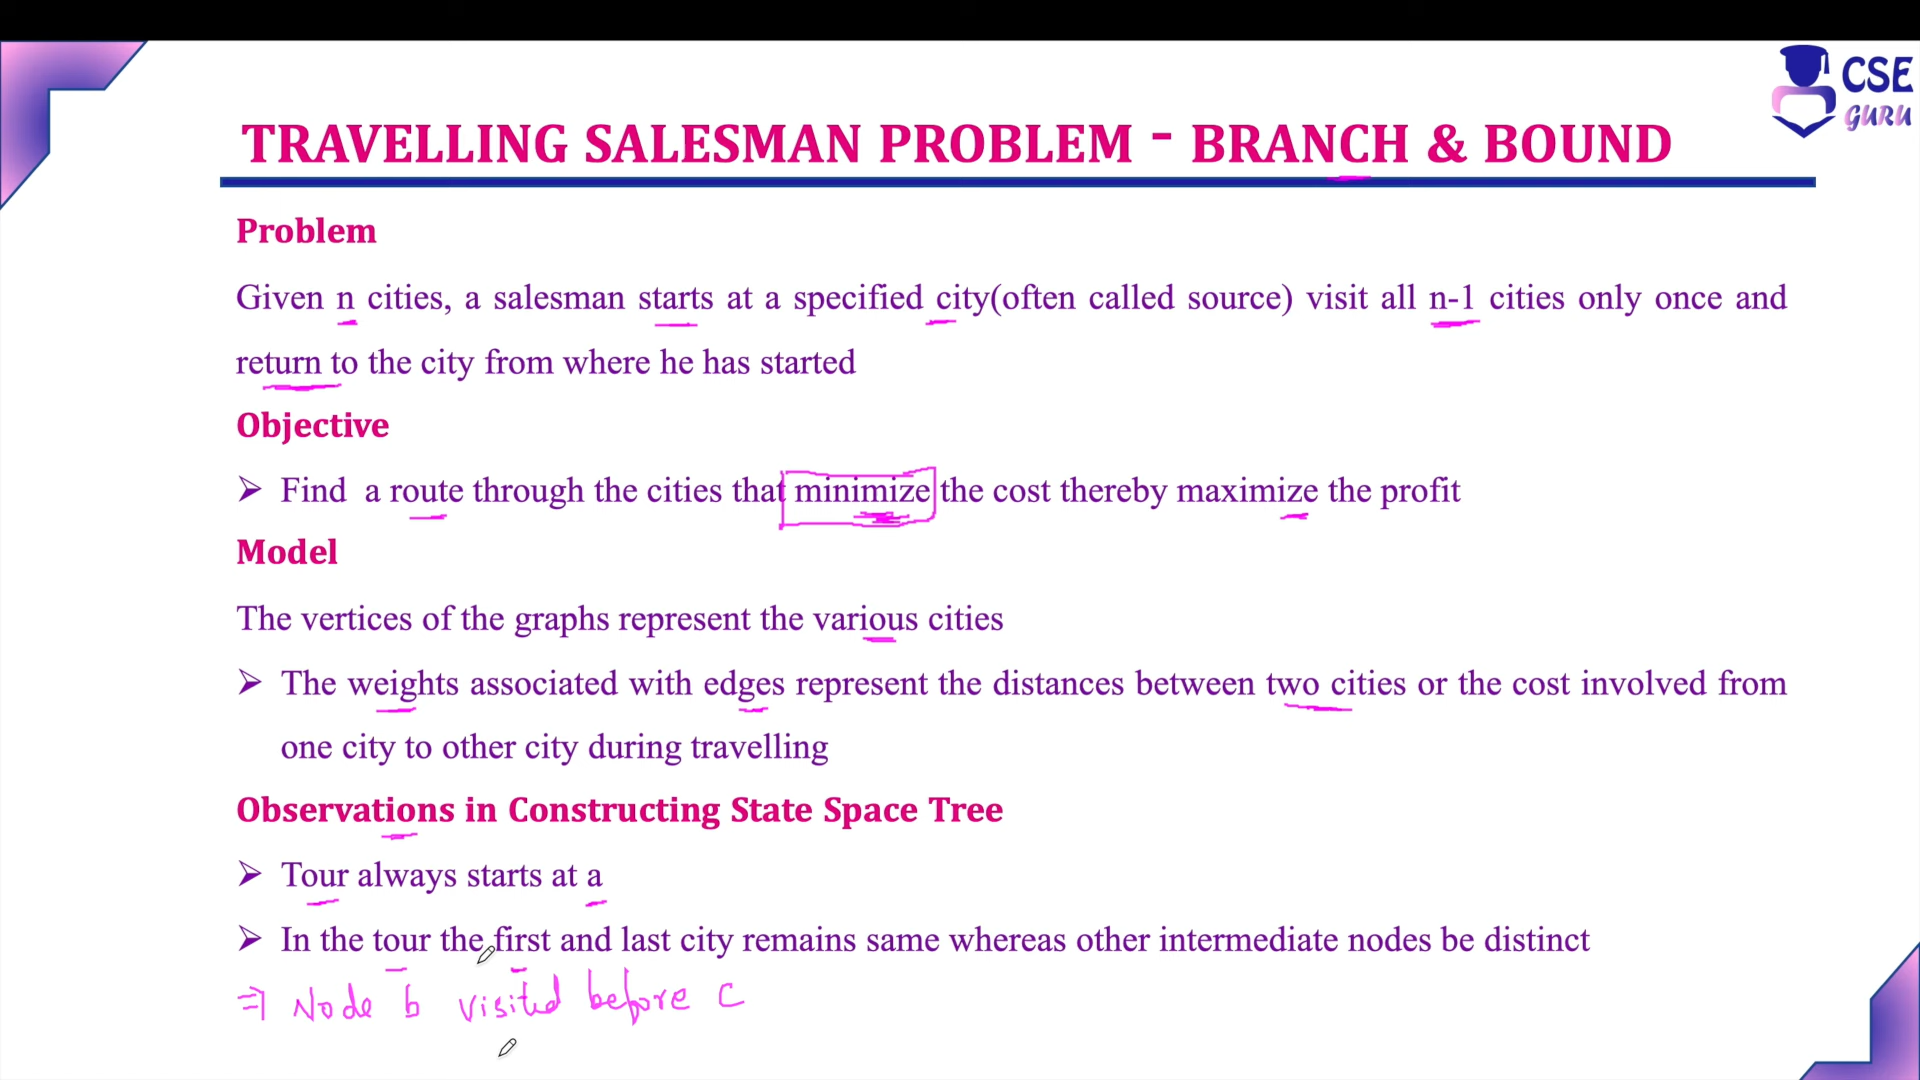 CSE
GURU
TRAVELLING SALESMAN PROBLEM - BRANCH & BOUND
Problem
Given n cities, a salesman starts at a specified city(often called source) visit all n-1 cities only once and
return to the city from where he has started
Objective
➢ Find a route through the cities that minimize the cost thereby maximize the profit
Model
The vertices of the graphs represent the various cities
➢ The weights associated with edges represent the distances between two cities or the cost involved from
one city to other city during travelling
Observations in Constructing State Space Tree
➢ Tour always starts at a
➢ In the tour the first and last city remains same whereas other intermediate nodes be distinct
⇒ Node b visited before c